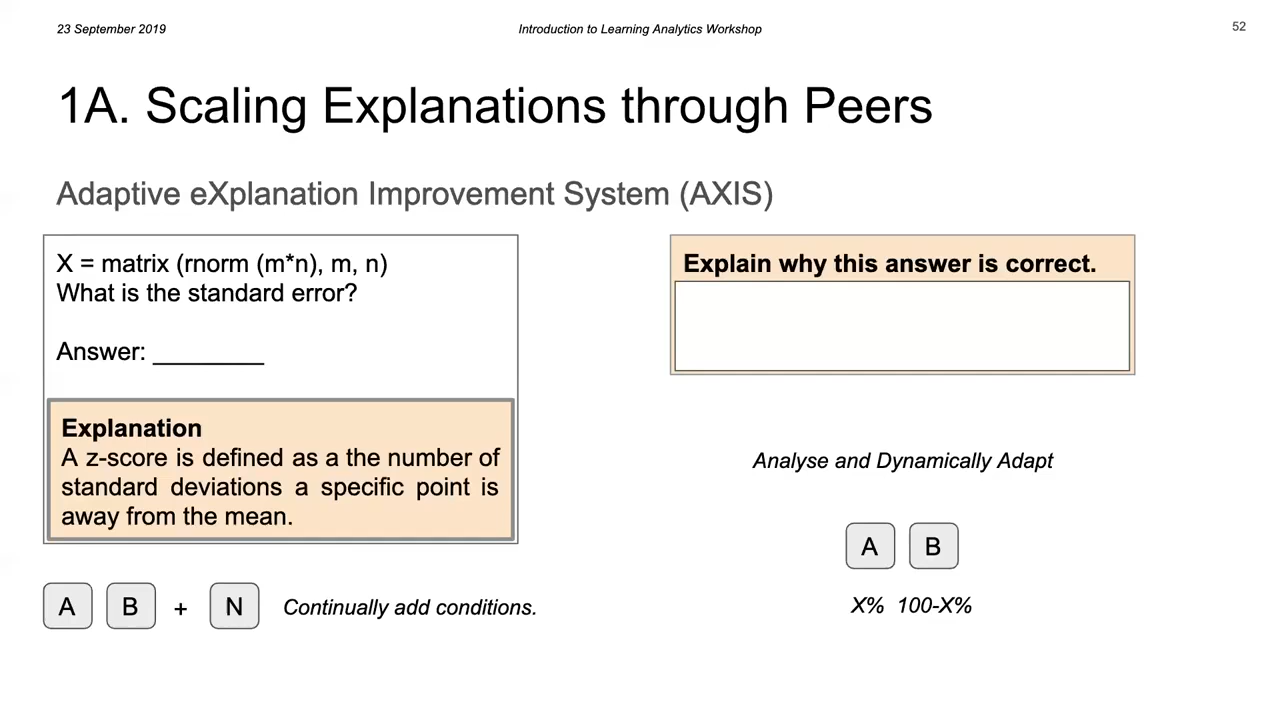 23 September 2019
Introduction to Learning Analytics Workshop
52
1A. Scaling Explanations through Peers
Adaptive eXplanation Improvement System (AXIS)
X = matrix (rnorm (m*n), m, n)
What is the standard error?
Answer: ________
Explanation
A z-score is defined as a the number of
standard deviations a specific point is
away from the mean.
A B + N Continually add conditions.
Explain why this answer is correct.
Analyse and Dynamically Adapt
A B
X% 100-X%